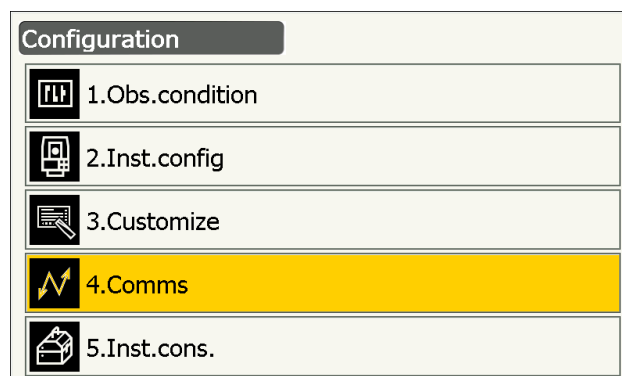 Configuration
1.Obs.condition
2.Inst.config
3.Customize
4.Comms
5.Inst.cons.